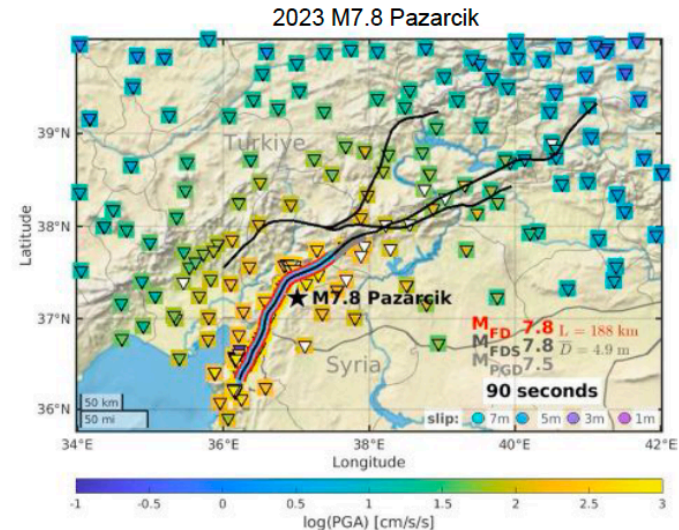 2023 M7.8 Pazarcik
39°N
38°N
37°N
36°N
Latitude
Türkiye
M7.8 Pazarcik
Syria
M_FD 7.8 L = 188 km
M_FDS 7.8 D̅ = 4.9 m
M_PGD 7.5
90 seconds
50 km
50 mi
slip: 7m 5m 3m 1m
34°E 36°E 38°E 40°E 42°E
Longitude
-1 -0.5 0 0.5 1 1.5 2 2.5 3
log(PGA) [cm/s/s]